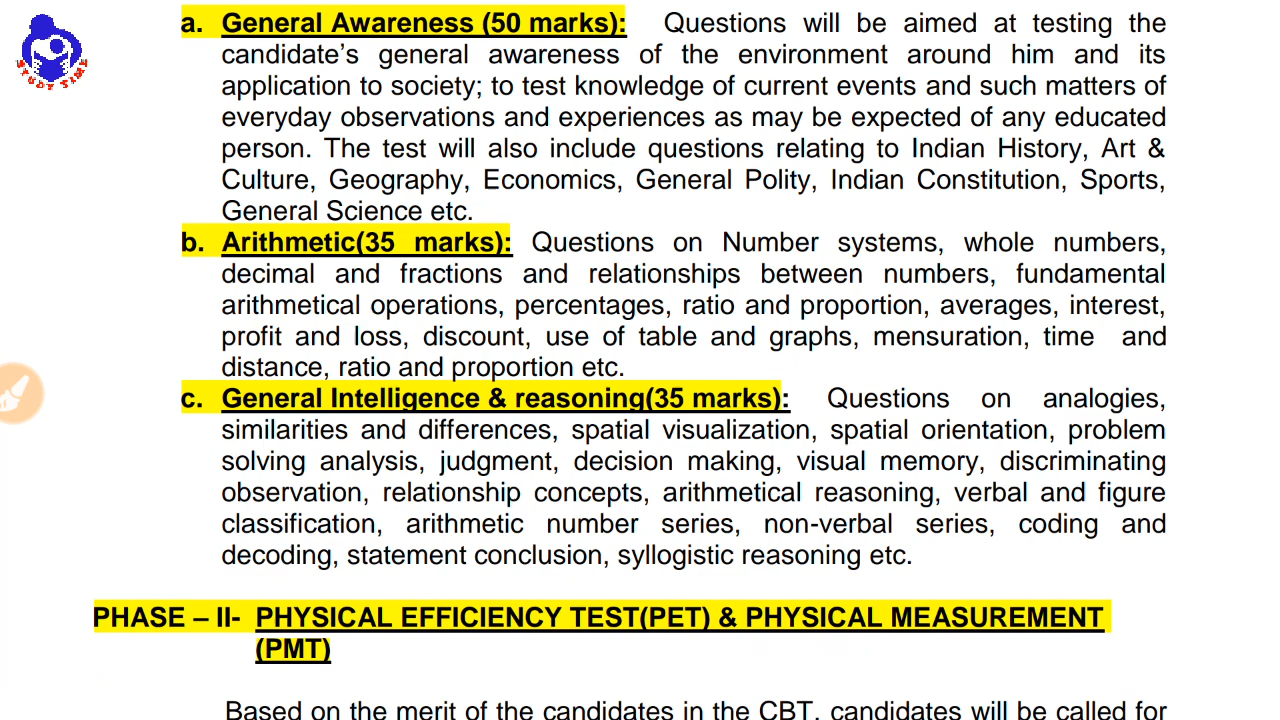 a. General Awareness (50 marks): Questions will be aimed at testing the
candidate’s general awareness of the environment around him and its
application to society; to test knowledge of current events and such matters of
everyday observations and experiences as may be expected of any educated
person. The test will also include questions relating to Indian History, Art &
Culture, Geography, Economics, General Polity, Indian Constitution, Sports,
General Science etc.
b. Arithmetic(35 marks): Questions on Number systems, whole numbers,
decimal and fractions and relationships between numbers, fundamental
arithmetical operations, percentages, ratio and proportion, averages, interest,
profit and loss, discount, use of table and graphs, mensuration, time and
distance, ratio and proportion etc.
c. General Intelligence & reasoning(35 marks): Questions on analogies,
similarities and differences, spatial visualization, spatial orientation, problem
solving analysis, judgment, decision making, visual memory, discriminating
observation, relationship concepts, arithmetical reasoning, verbal and figure
classification, arithmetic number series, non-verbal series, coding and
decoding, statement conclusion, syllogistic reasoning etc.
PHASE – II- PHYSICAL EFFICIENCY TEST(PET) & PHYSICAL MEASUREMENT
(PMT)
Based on the merit of the candidates in the CBT, candidates will be called for
STUDY TIME